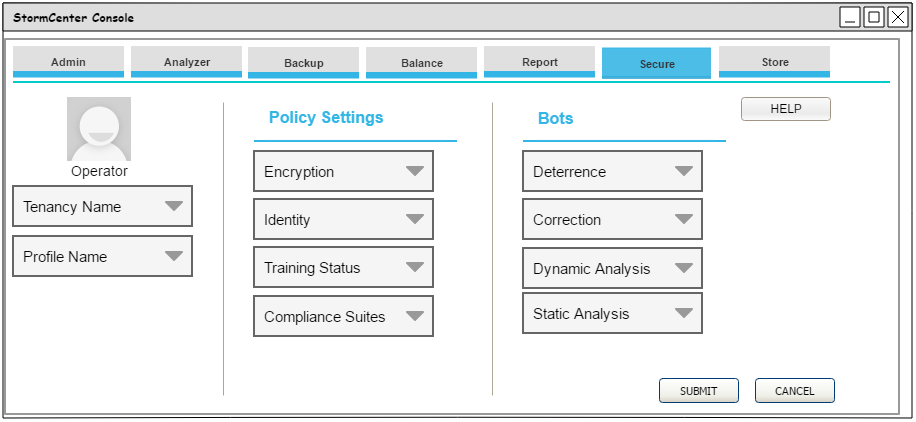 StormCenter Console
Admin
Analyzer
Backup
Balance
Report
Secure
Store
Operator
Tenancy Name
Profile Name
Policy Settings
Encryption
Identity
Training Status
Compliance Suites
Bots
Deterrence
Correction
Dynamic Analysis
Static Analysis
HELP
SUBMIT
CANCEL